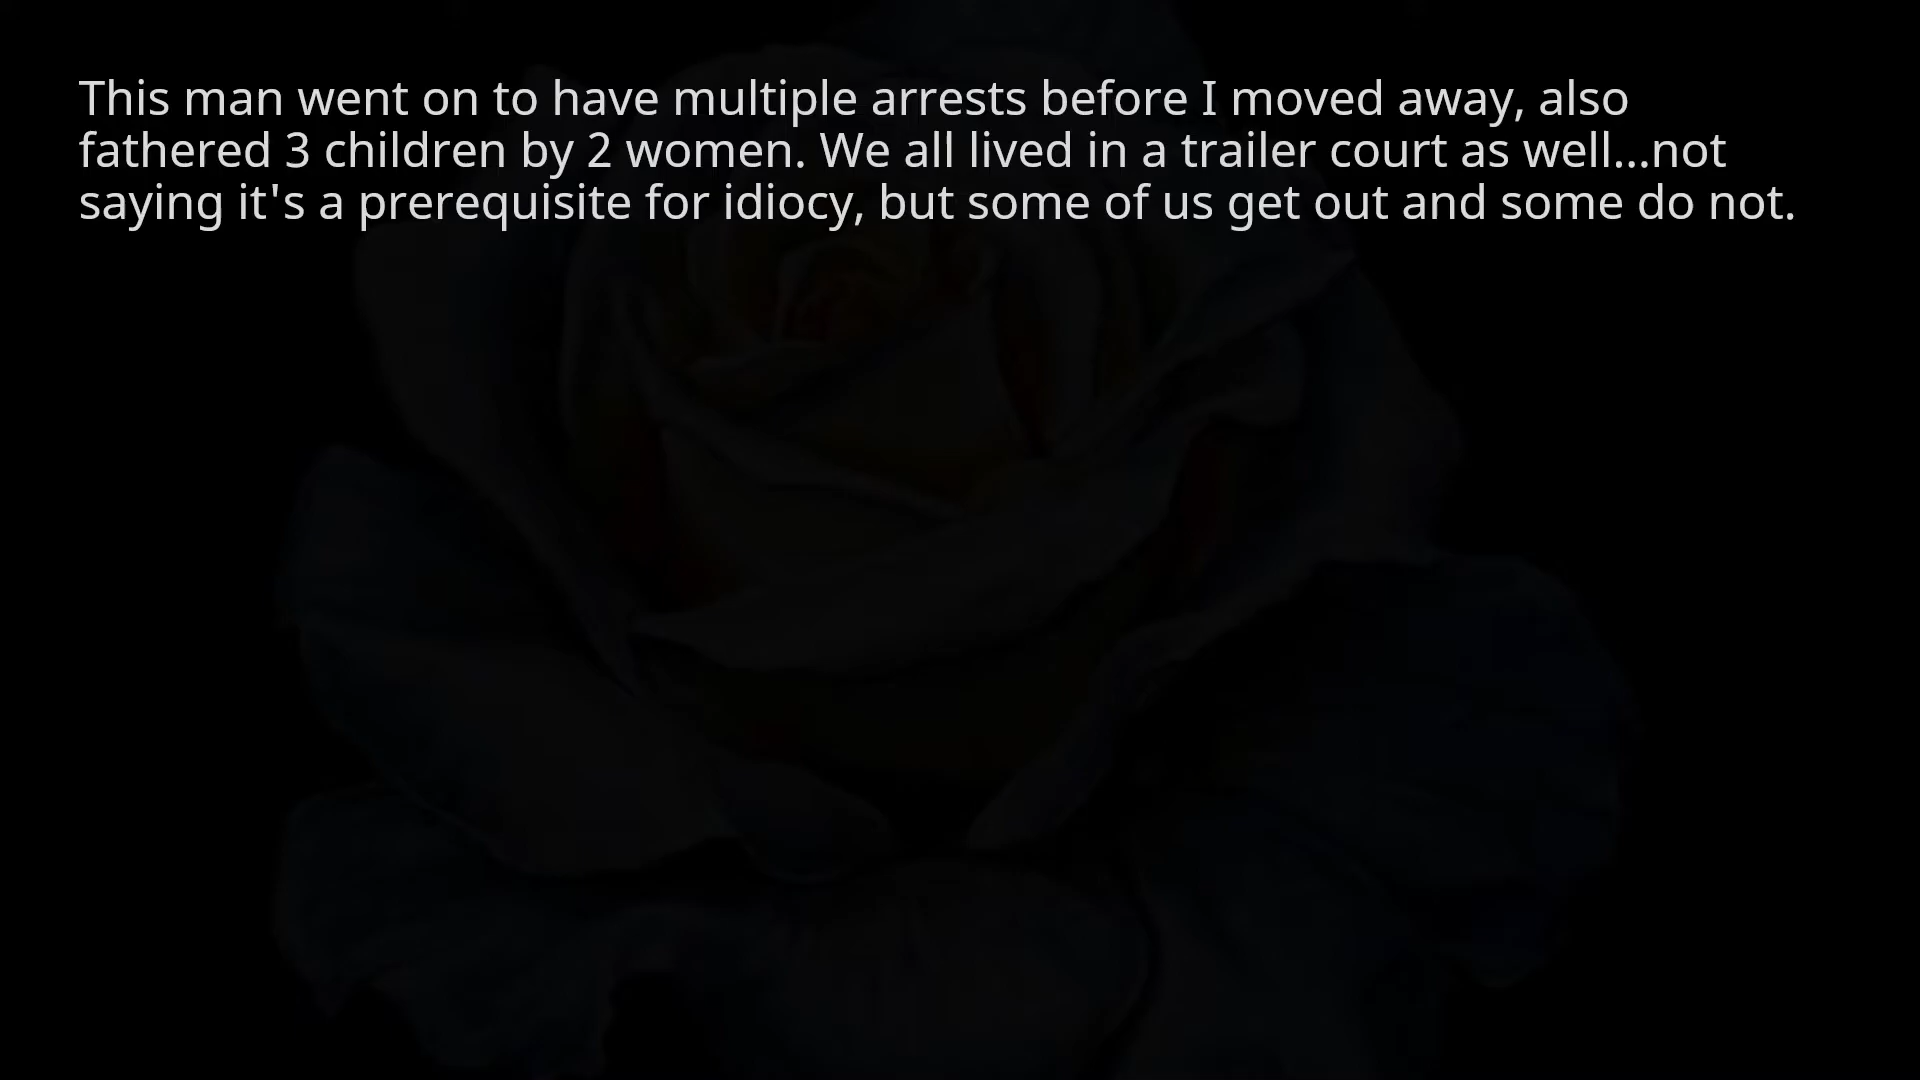 This man went on to have multiple arrests before I moved away, also
fathered 3 children by 2 women. We all lived in a trailer court as well...not
saying it's a prerequisite for idiocy, but some of us get out and some do not.